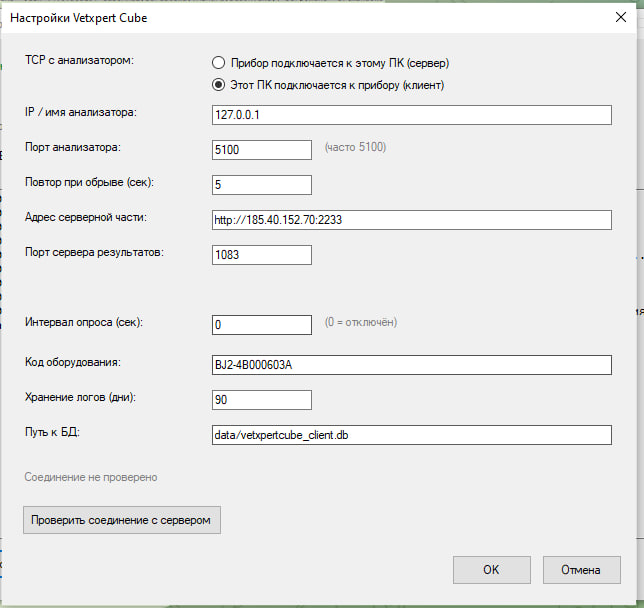 Настройки Vetxpert Cube
TCP с анализатором:
Прибор подключается к этому ПК (сервер)
Этот ПК подключается к прибору (клиент)
IP / имя анализатора: 127.0.0.1
Порт анализатора: 5100 (часто 5100)
Повтор при обрыве (сек): 5
Адрес серверной части: http://185.40.152.70:2233
Порт сервера результатов: 1083
Интервал опроса (сек): 0 (0 = отключён)
Код оборудования: BJ2-4B000603A
Хранение логов (дни): 90
Путь к БД: data/vetxpertcube_client.db
Соединение не проверено
Проверить соединение с сервером
OK Отмена